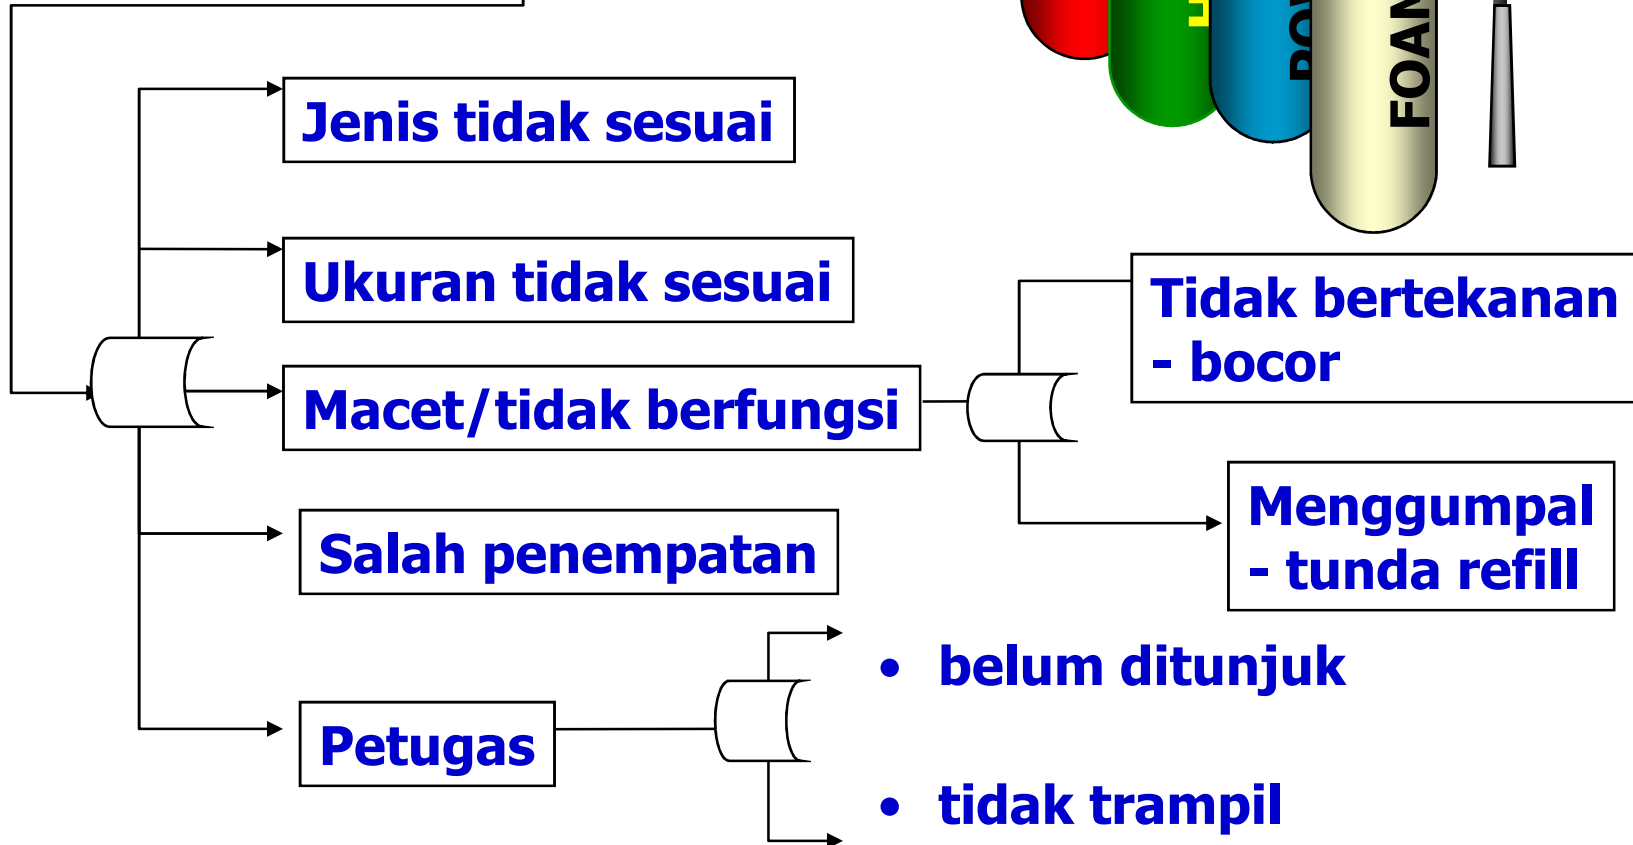 FOAM
Jenis tidak sesuai
Ukuran tidak sesuai
Tidak bertekanan
- bocor
Macet/tidak berfungsi
Menggumpal
- tunda refill
Salah penempatan
• belum ditunjuk
Petugas
• tidak trampil